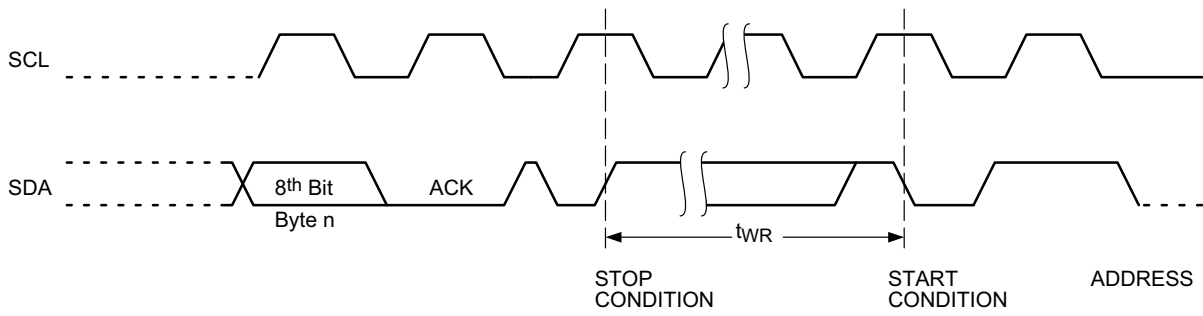 SCL
SDA
8th Bit
ACK
Byte n
tWR
STOP
CONDITION
START
CONDITION
ADDRESS